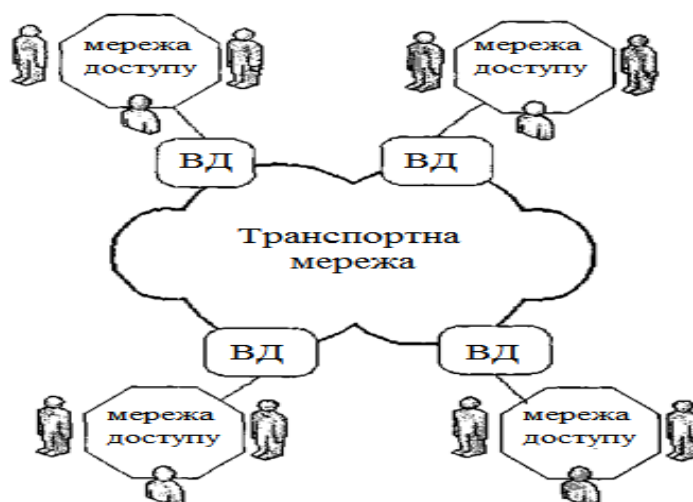 мережа
доступу
мережа
доступу
ВД
ВД
Транспортна
мережа
ВД
ВД
мережа
доступу
мережа
доступу